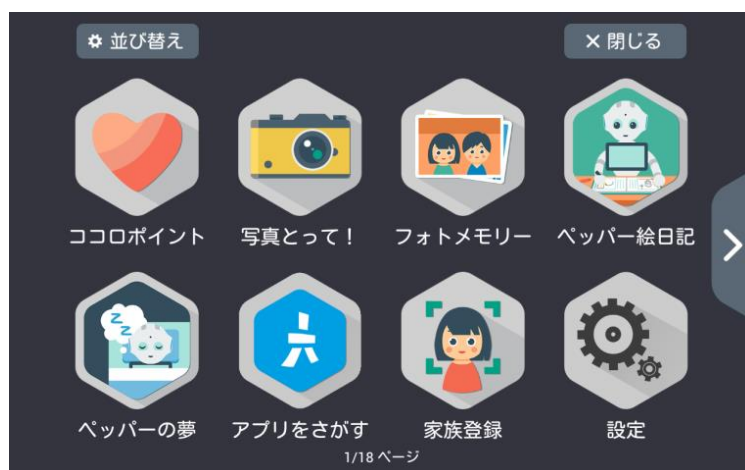 並び替え
× 閉じる
ココロポイント
写真とって！
フォトメモリー
ペッパー絵日記
ペッパーの夢
アプリをさがす
家族登録
設定
1/18 ページ